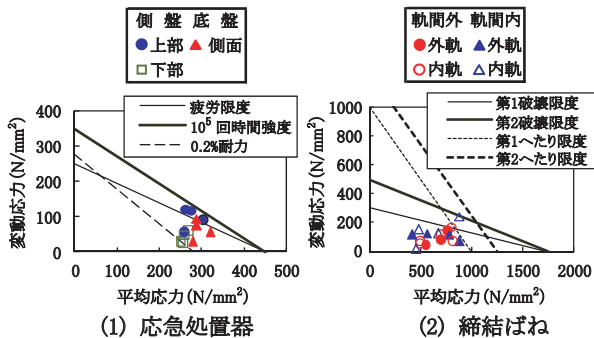 側 盤 底 盤
上部 側面
下部
軌間外 軌間内
外軌 外軌
内軌 内軌
疲労限度
10⁵ 回時間強度
0.2%耐力
変動応力(N/mm²)
400
300
200
100
0
0 100 200 300 400 500
平均応力(N/mm²)
(1) 応急処置器
第1破壊限度
第2破壊限度
第1へたり限度
第2へたり限度
変動応力(N/mm²)
1000
800
600
400
200
0
0 500 1000 1500 2000
平均応力(N/mm²)
(2) 締結ばね